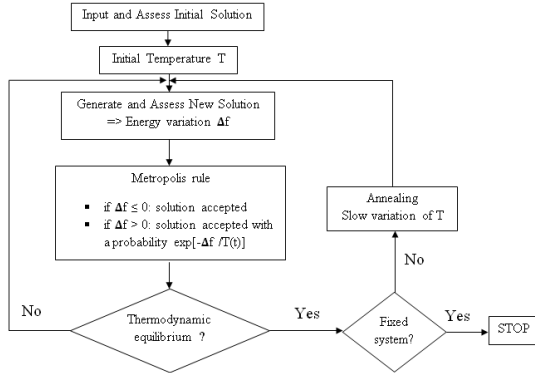 Input and Assess Initial Solution
Initial Temperature T
Generate and Assess New Solution
=> Energy variation Δf
Metropolis rule
▪ if Δf ≤ 0: solution accepted
▪ if Δf > 0: solution accepted with
a probability exp[-Δf /T(t)]
Annealing
Slow variation of T
No
No
Thermodynamic
equilibrium ?
Yes
Fixed
system?
Yes
STOP